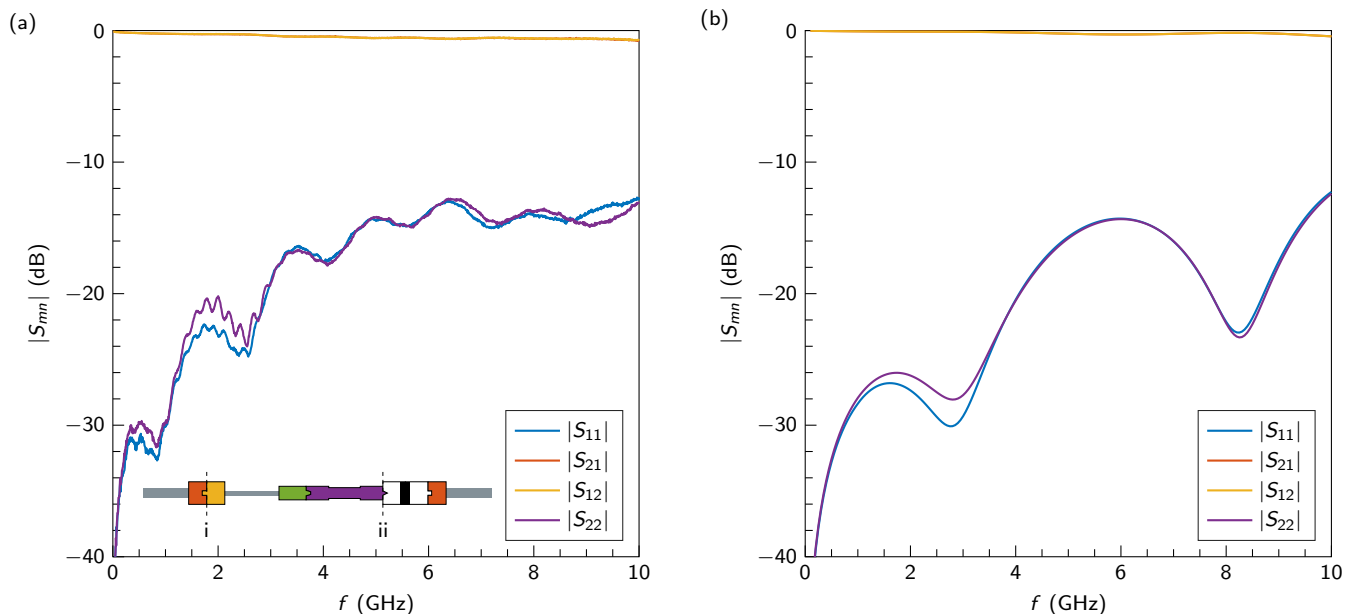 (a)
0
−10
−20
−30
−40
|Sₘₙ| (dB)
0 2 4 6 8 10
f (GHz)
i
ii
|S₁₁|
|S₂₁|
|S₁₂|
|S₂₂|
(b)
0
−10
−20
−30
−40
|Sₘₙ| (dB)
0 2 4 6 8 10
f (GHz)
|S₁₁|
|S₂₁|
|S₁₂|
|S₂₂|